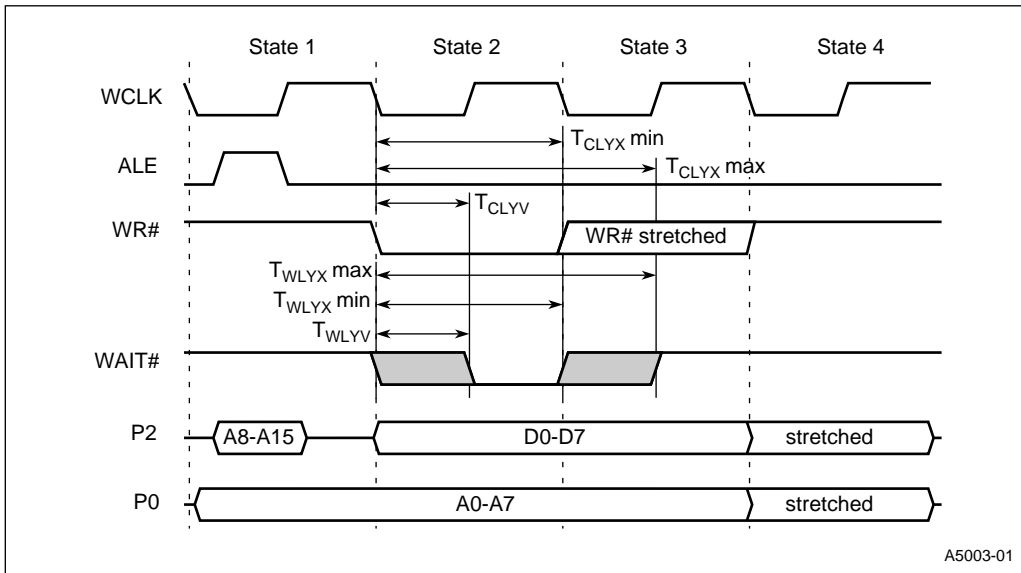 State 1 State 2 State 3 State 4
WCLK
T_CLYX min
ALE T_CLYX max
T_CLYV
WR# WR# stretched
T_WLYX max
T_WLYX min
T_WLYV
WAIT#
P2 A8-A15 D0-D7 stretched
P0 A0-A7 stretched
A5003-01